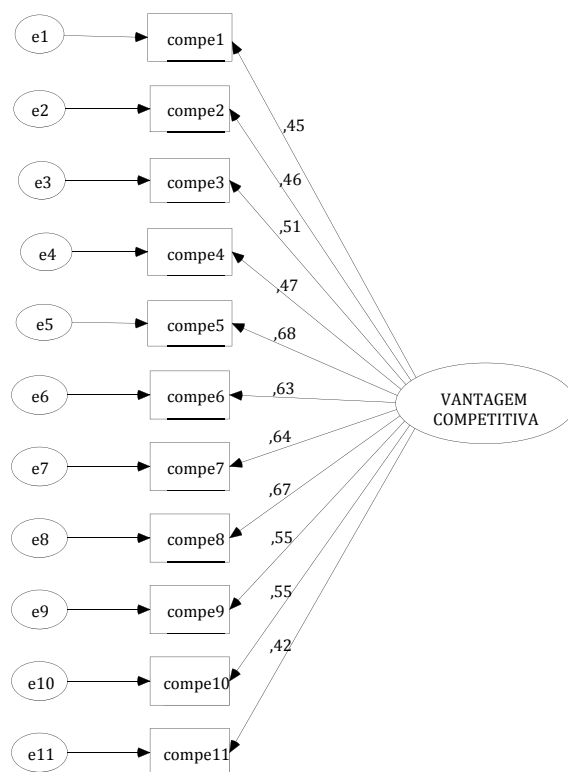 e1 compe1
,45
e2 compe2
,46
e3 compe3
,51
e4 compe4
,47
e5 compe5
,68
e6 compe6
,63
VANTAGEM
COMPETITIVA
e7 compe7
,64
e8 compe8
,67
e9 compe9
,55
e10 compe10
,55
e11 compe11
,42